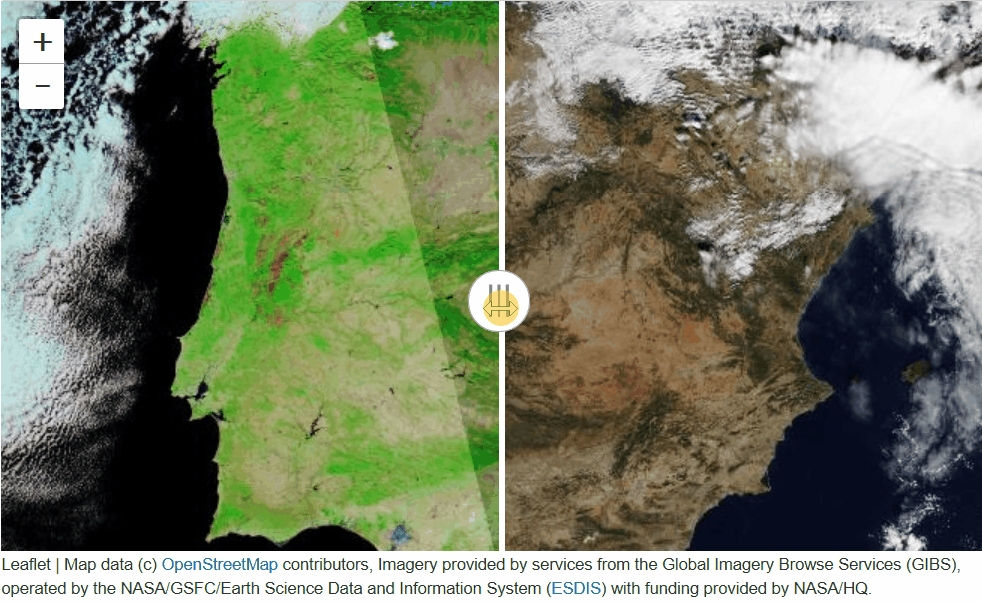 +
−
Leaflet | Map data (c) OpenStreetMap contributors, Imagery provided by services from the Global Imagery Browse Services (GIBS),
operated by the NASA/GSFC/Earth Science Data and Information System (ESDIS) with funding provided by NASA/HQ.